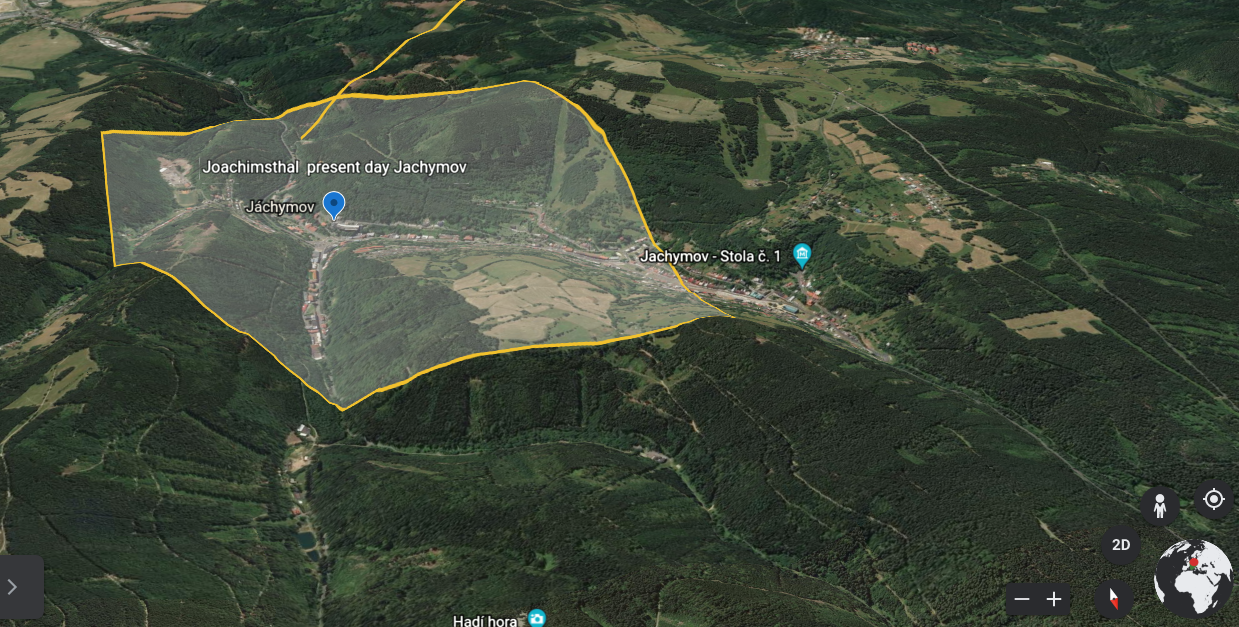 Joachimsthal present day Jachymov
Jáchymov
Jachymov - Stola č. 1
2D
Hadí hora